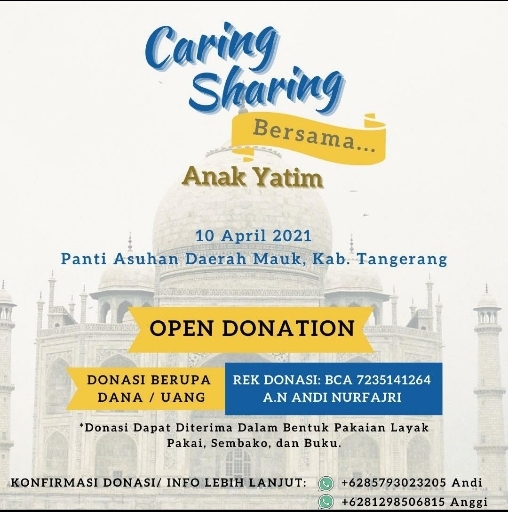 Caring
Sharing
Bersama...
Anak Yatim
10 April 2021
Panti Asuhan Daerah Mauk, Kab. Tangerang
OPEN DONATION
DONASI BERUPA
DANA / UANG
REK DONASI: BCA 7235141264
A.N ANDI NURFAJRI
*Donasi Dapat Diterima Dalam Bentuk Pakaian Layak
Pakai, Sembako, dan Buku.
KONFIRMASI DONASI/ INFO LEBIH LANJUT: +6285793023205 Andi
+6281298506815 Anggi